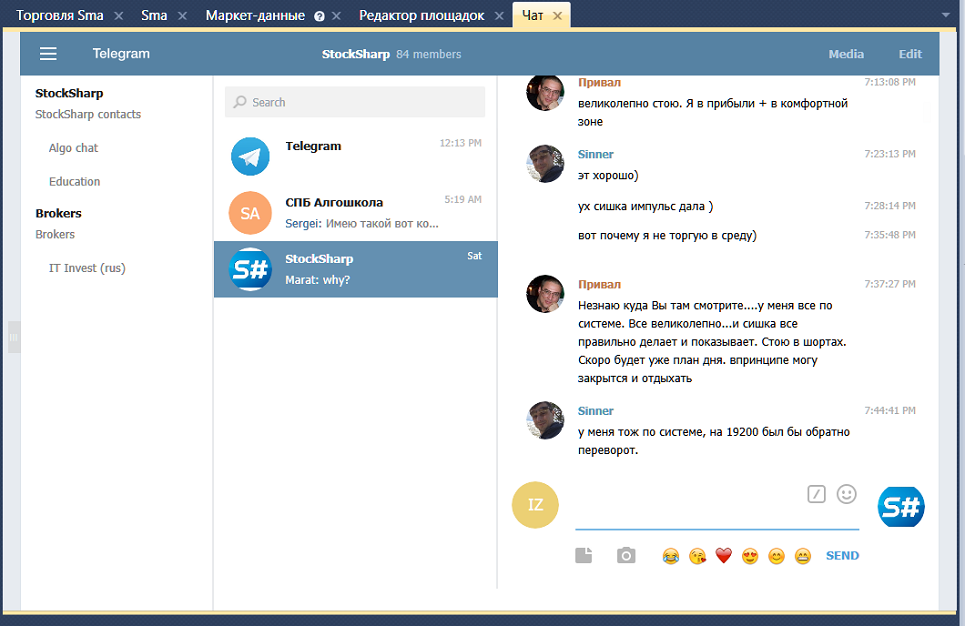 Торговля Sma
Sma
Маркет-данные
Редактор площадок
Чат
Telegram
StockSharp 84 members
Media
Edit
StockSharp
StockSharp contacts
Algo chat
Education
Brokers
Brokers
IT Invest (rus)
Search
Telegram
12:13 PM
СПБ Алгошкола
5:19 AM
Sergei: Имею такой вот ко...
SA
StockSharp
Sat
Marat: why?
S#
Привал
7:13:08 PM
великолепно стою. Я в прибыли + в комфортной
зоне
Sinner
7:23:13 PM
эт хорошо)
ух сишка импульс дала )
7:28:14 PM
вот почему я не торгую в среду)
7:35:48 PM
Привал
7:37:27 PM
Незнаю куда Вы там смотрите....у меня все по
системе. Все великолепно...и сишка все
правильно делает и показывает. Стою в шортах.
Скоро будет уже план дня. впринципе могу
закрытся и отдыхать
Sinner
7:44:41 PM
у меня тож по системе, на 19200 был бы обратно
переворот.
IZ
S#
SEND